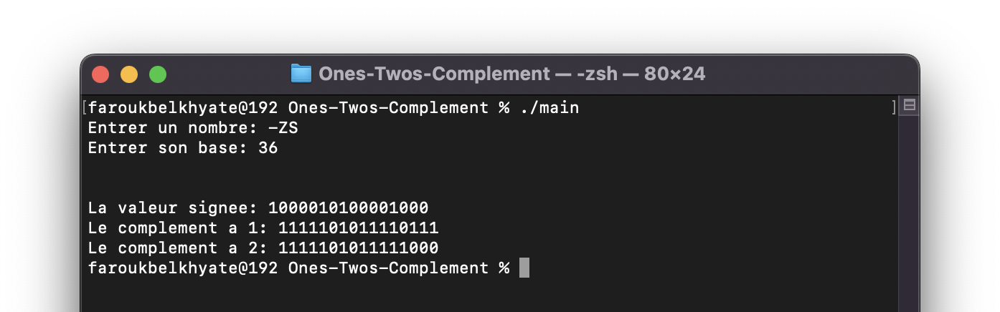 Ones-Twos-Complement — -zsh — 80×24
[faroukbelkhyate@192 Ones-Twos-Complement % ./main ]
Entrer un nombre: -ZS
Entrer son base: 36
La valeur signee: 1000010100001000
Le complement a 1: 1111101011110111
Le complement a 2: 1111101011111000
faroukbelkhyate@192 Ones-Twos-Complement %